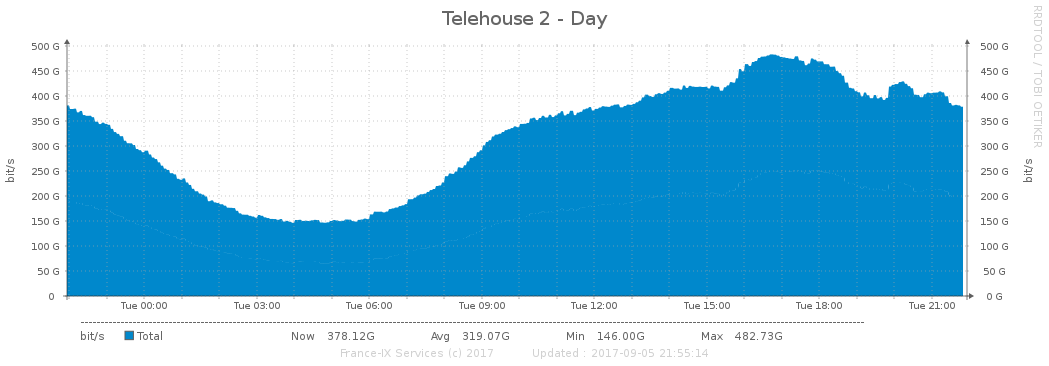 Telehouse 2 - Day
RRDTOOL / TOBI OETIKER
bit/s
500 G
450 G
400 G
350 G
300 G
250 G
200 G
150 G
100 G
50 G
0
500 G
450 G
400 G
350 G
300 G
250 G
200 G
150 G
100 G
50 G
0 G
bit/s
Tue 00:00 Tue 03:00 Tue 06:00 Tue 09:00 Tue 12:00 Tue 15:00 Tue 18:00 Tue 21:00
bit/s Total Now 378.12G Avg 319.07G Min 146.00G Max 482.73G
France-IX Services (c) 2017 Updated : 2017-09-05 21:55:14